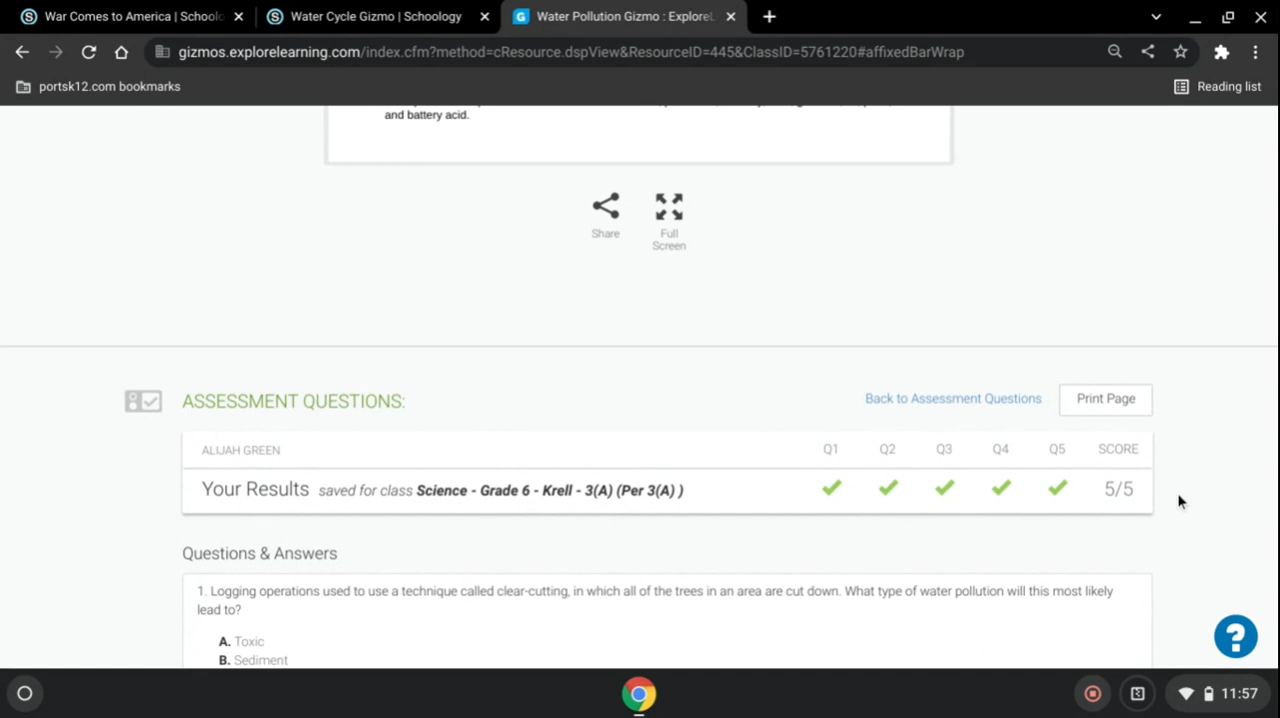 War Comes to America | Schoolo
Water Cycle Gizmo | Schoology
Water Pollution Gizmo : ExploreL
gizmos.explorelearning.com/index.cfm?method=cResource.dspView&ResourceID=445&ClassID=5761220#affixedBarWrap
portsk12.com bookmarks
Reading list
and battery acid.
Share
Full
Screen
ASSESSMENT QUESTIONS:
Back to Assessment Questions
Print Page
ALIJAH GREEN Q1 Q2 Q3 Q4 Q5 SCORE
Your Results saved for class Science - Grade 6 - Krell - 3(A) (Per 3(A) ) 5/5
Questions & Answers
1. Logging operations used to use a technique called clear-cutting, in which all of the trees in an area are cut down. What type of water pollution will this most likely
lead to?
A. Toxic
B. Sediment
?
11:57